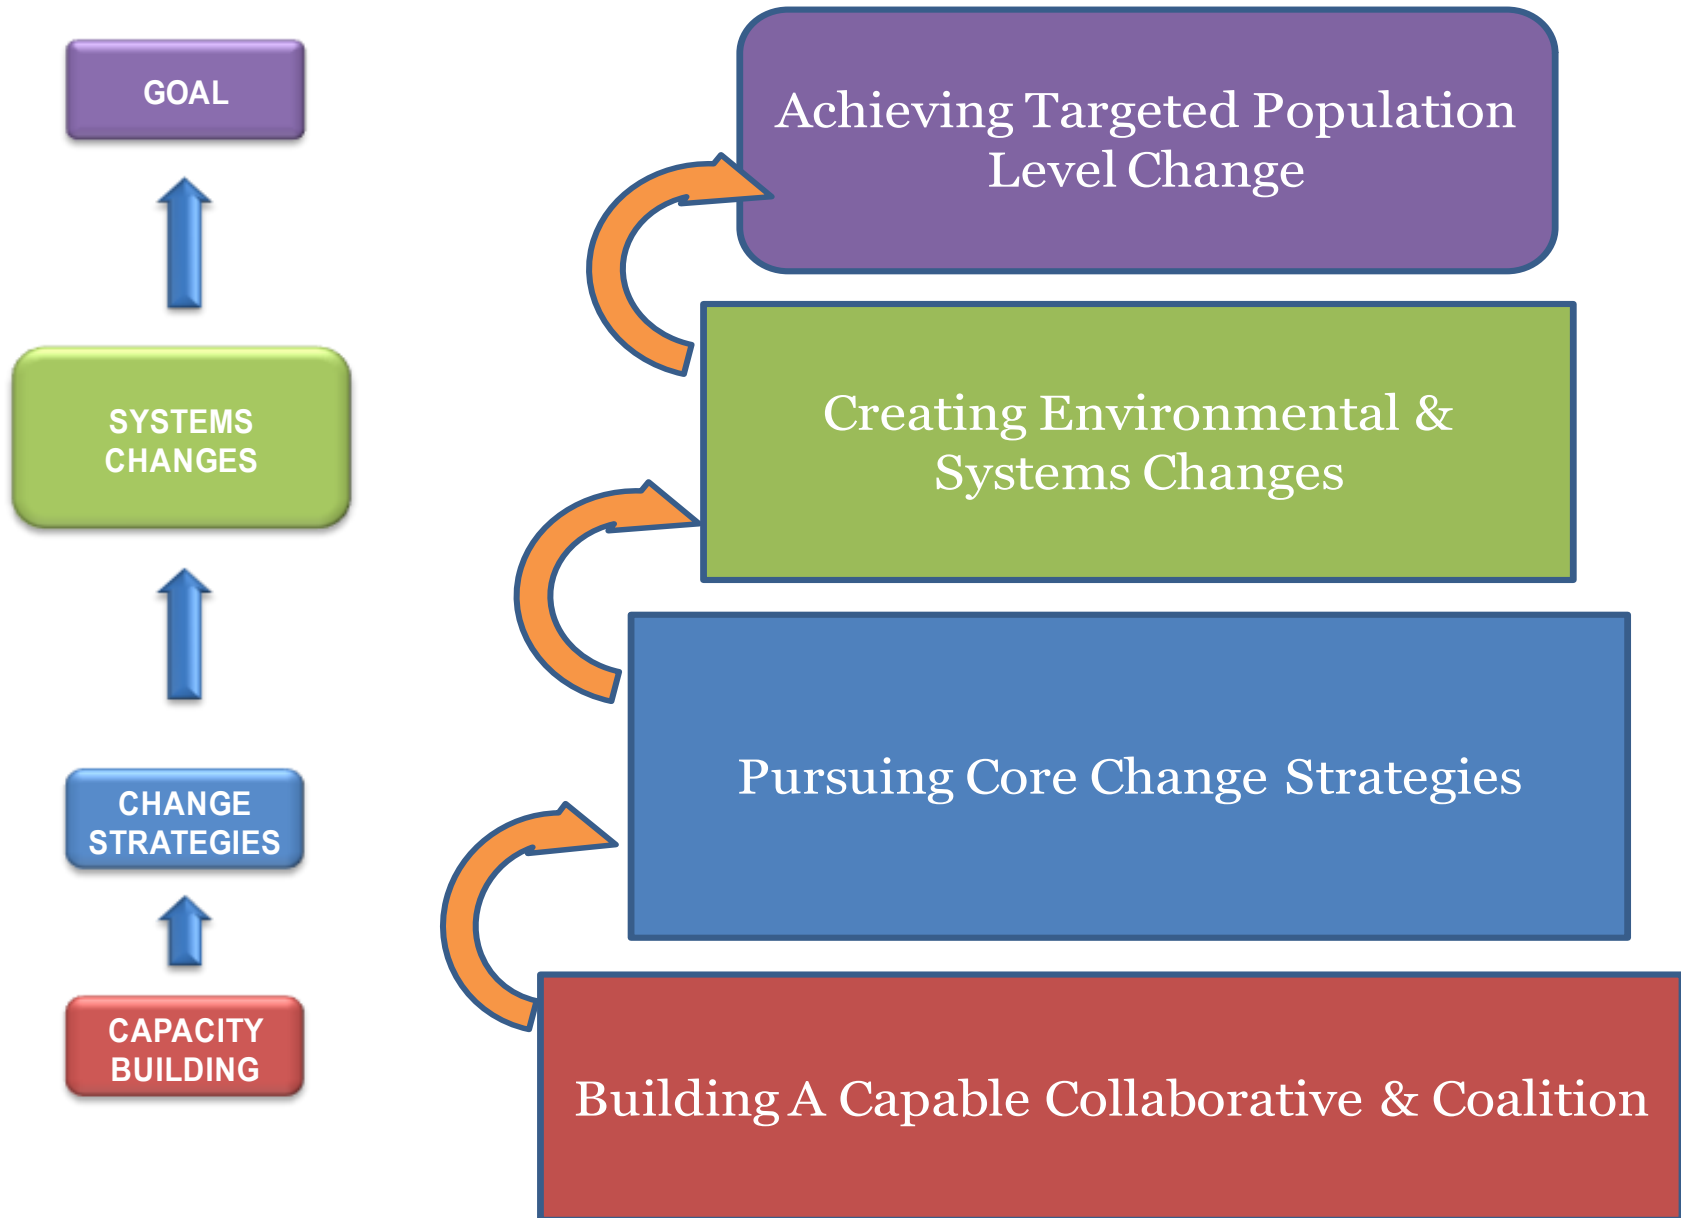 GOAL
SYSTEMS
CHANGES
CHANGE
STRATEGIES
CAPACITY
BUILDING
Achieving Targeted Population
Level Change
Creating Environmental &
Systems Changes
Pursuing Core Change Strategies
Building A Capable Collaborative & Coalition